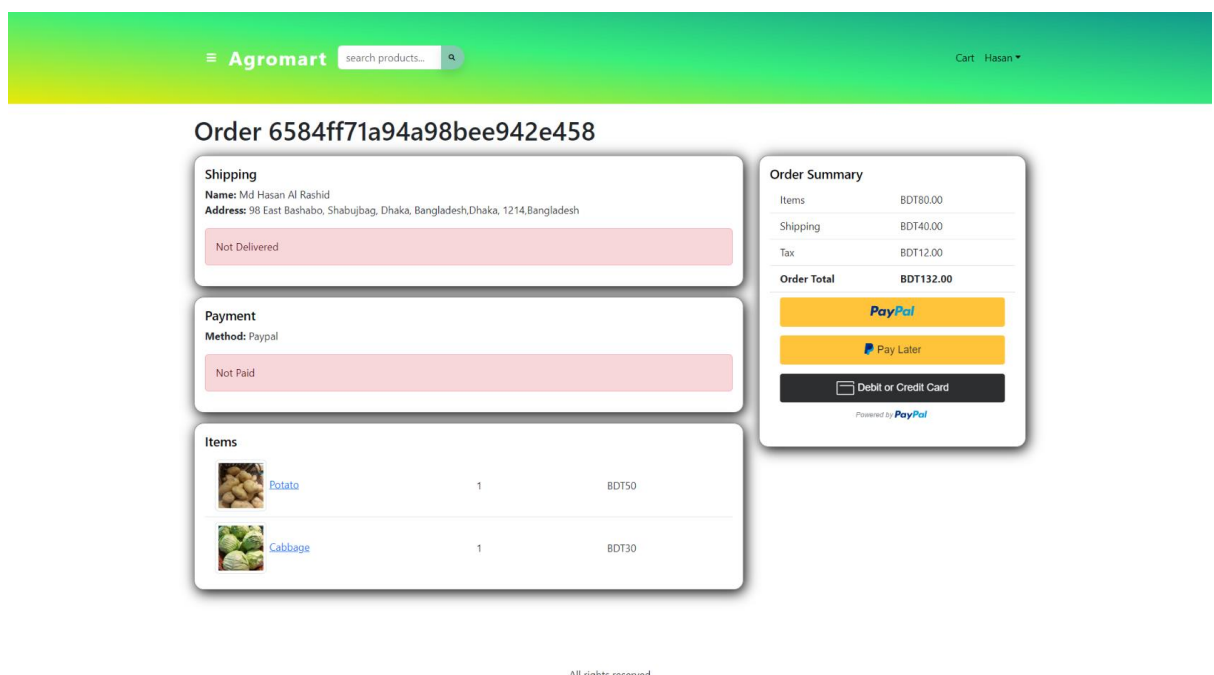 Agromart search products... Cart Hasan
Order 6584ff71a94a98bee942e458
Shipping
Name: Md Hasan Al Rashid
Address: 98 East Bashabo, Shabujbag, Dhaka, Bangladesh,Dhaka, 1214,Bangladesh
Not Delivered
Payment
Method: Paypal
Not Paid
Items
Potato 1 BDT50
Cabbage 1 BDT30
Order Summary
Items BDT80.00
Shipping BDT40.00
Tax BDT12.00
Order Total BDT132.00
PayPal
Pay Later
Debit or Credit Card
Powered by PayPal
All rights reserved